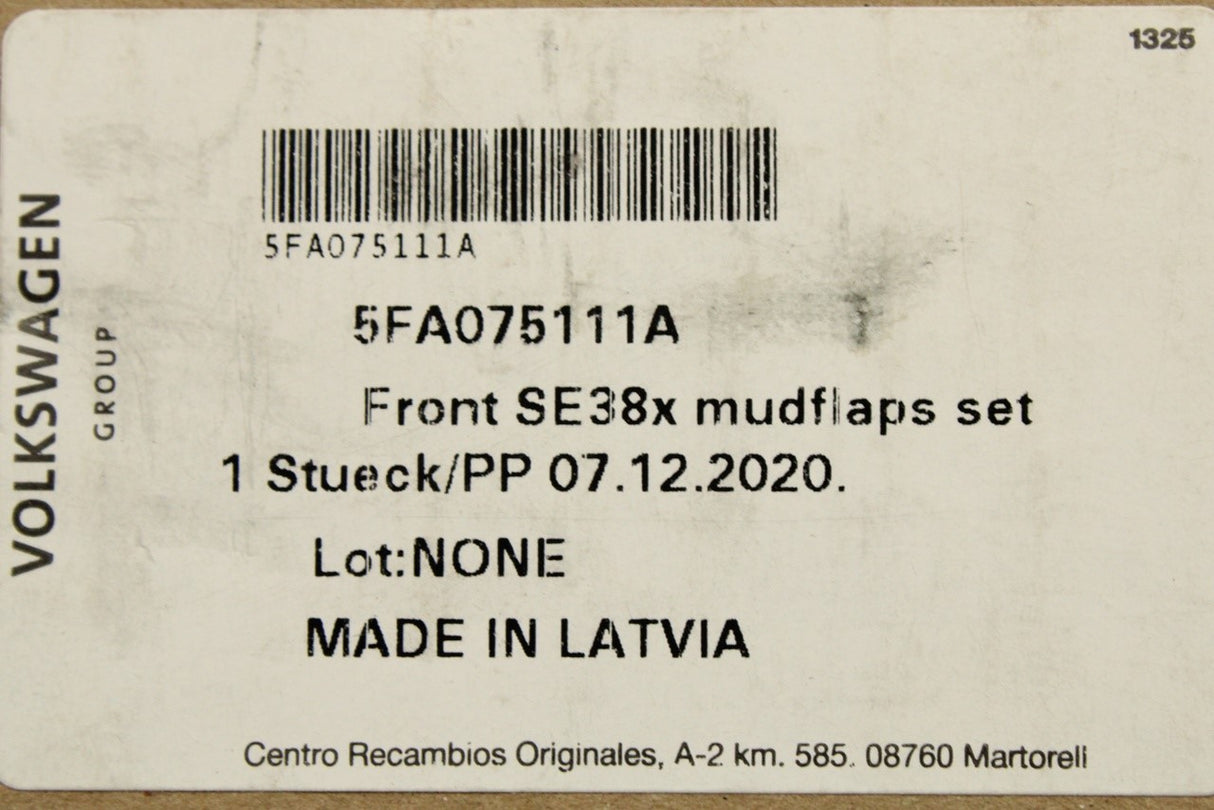 1325
VOLKSWAGEN
GROUP
5FA075111A
5FA075111A
Front SE38x mudflaps set
1 Stueck/PP 07.12.2020.
Lot:NONE
MADE IN LATVIA
Centro Recambios Originales, A-2 km. 585. 08760 Martorell